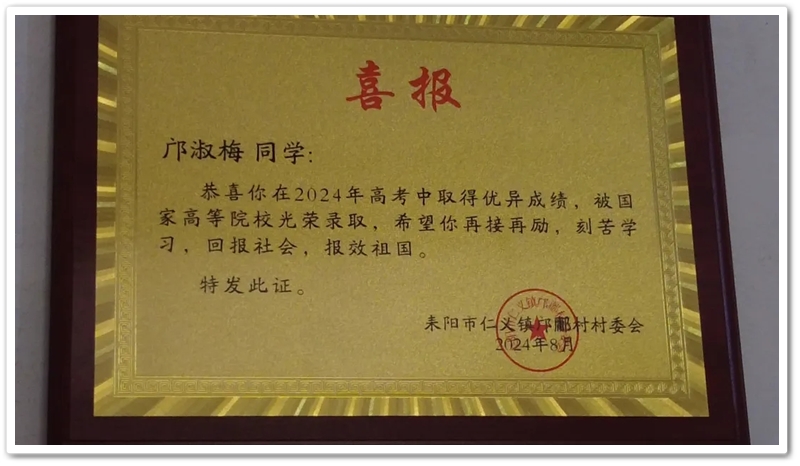 喜报
邝淑梅 同学:
恭喜你在2024年高考中取得优异成绩，被国
家高等院校光荣录取，希望你再接再励，刻苦学
习，回报社会，报效祖国。
特发此证。
耒阳市仁义镇邝郿村村委会
2024年8月